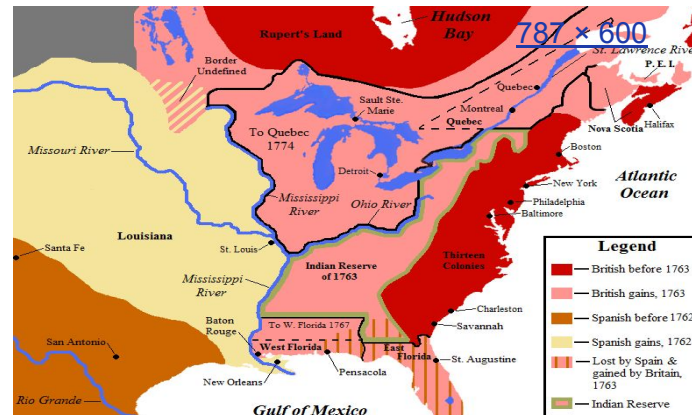 Hudson
Bay
787 × 600
Rupert's Land
St. Lawrence Rive
Border
Undefined
P.E.I.
Quebec
Sault Ste.
Marie
Montreal
Quebec
To Quebec
1774
Nova Scotia
Halifax
Missouri River
Detroit
Boston
Atlantic
Ocean
New York
Philadelphia
Baltimore
Mississippi
River
Ohio River
Louisiana
St. Louis
Santa Fe
Thirteen
Colonies
Indian Reserve
of 1763
Mississippi
River
Legend
British before 1763
British gains, 1763
Spanish before 1762
Spanish gains, 1762
Lost by Spain &
gained by Britain,
1763
Indian Reserve
Charleston
Savannah
To W. Florida 1767
Baton
Rouge
West Florida
East
Florida
San Antonio
St. Augustine
Pensacola
New Orleans
Rio Grande
Gulf of Mexico